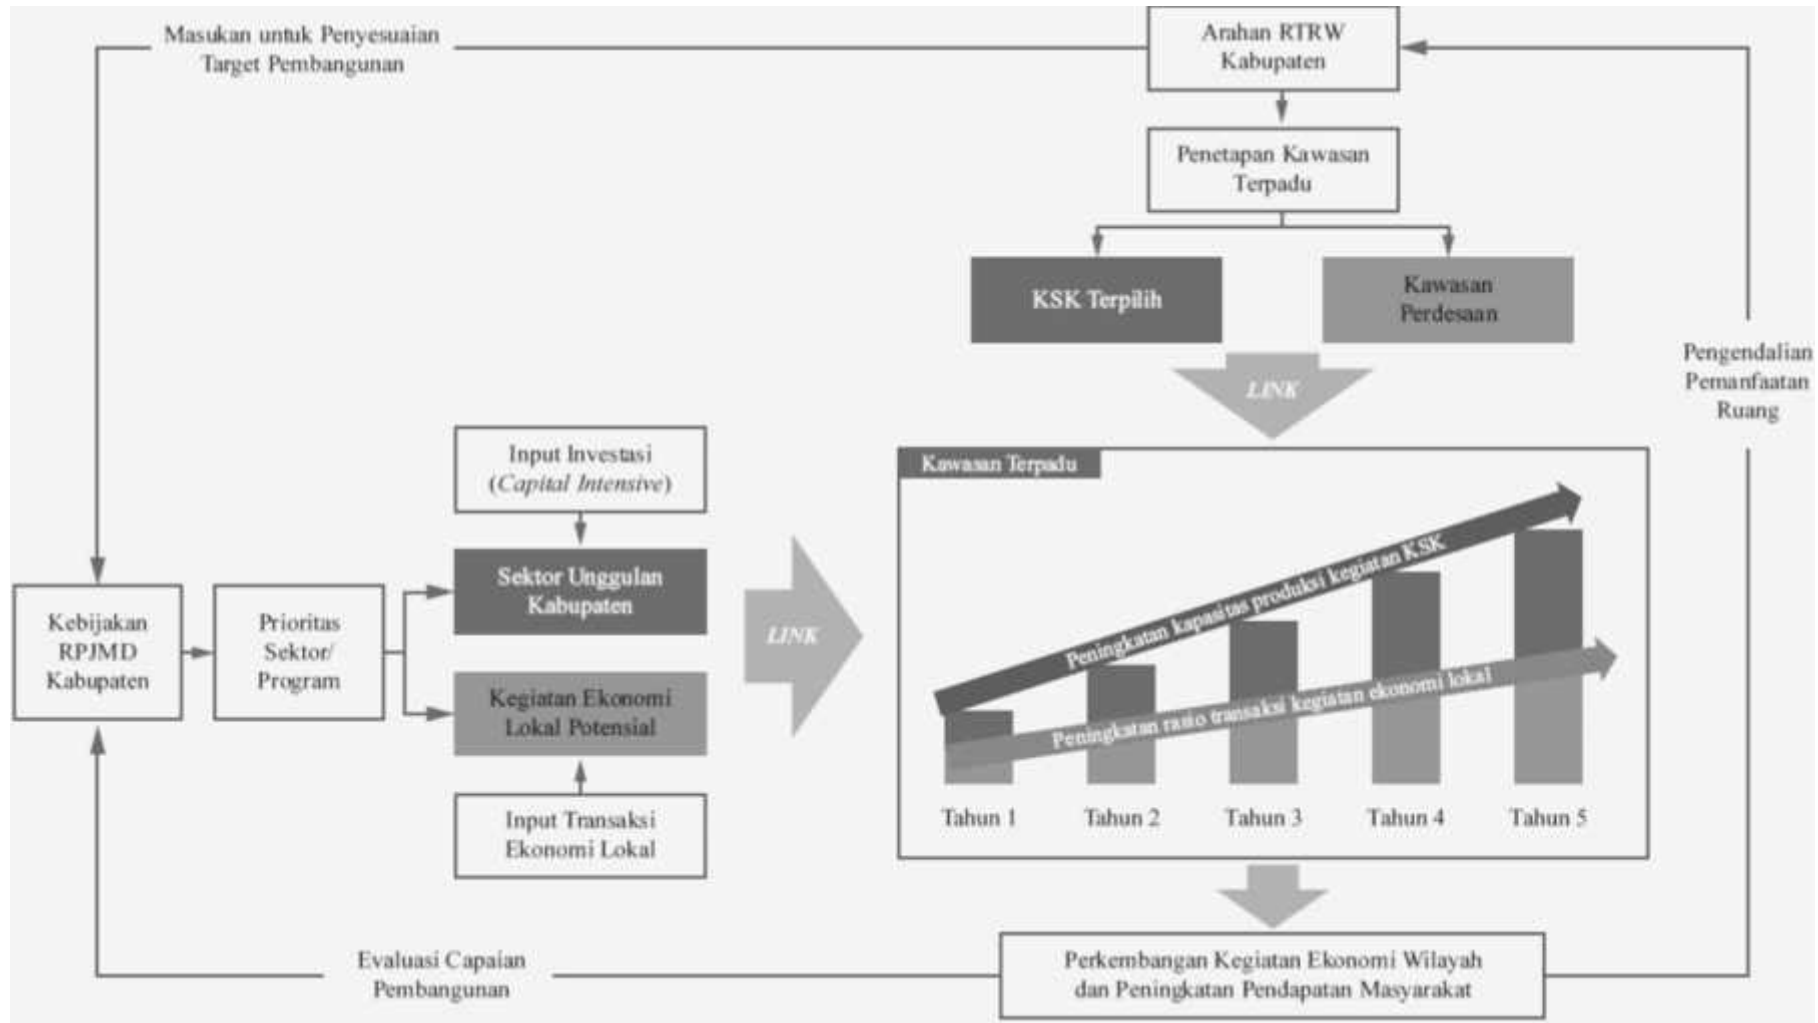 Masukan untuk Penyesuaian
Target Pembangunan
Arahan RTRW
Kabupaten
Penetapan Kawasan
Terpadu
KSK Terpilih
Kawasan
Perdesaan
LINK
Pengendalian
Pemanfaatan
Ruang
Input Investasi
(Capital Intensive)
Sektor Unggulan
Kabupaten
Kebijakan
RPJMD
Kabupaten
Prioritas
Sektor/
Program
Kegiatan Ekonomi
Lokal Potensial
Input Transaksi
Ekonomi Lokal
LINK
Kawasan Terpadu
Peningkatan kapasitas produksi kegiatan KSK
Peningkatan rasio transaksi kegiatan ekonomi lokal
Tahun 1
Tahun 2
Tahun 3
Tahun 4
Tahun 5
Evaluasi Capaian
Pembangunan
Perkembangan Kegiatan Ekonomi Wilayah
dan Peningkatan Pendapatan Masyarakat